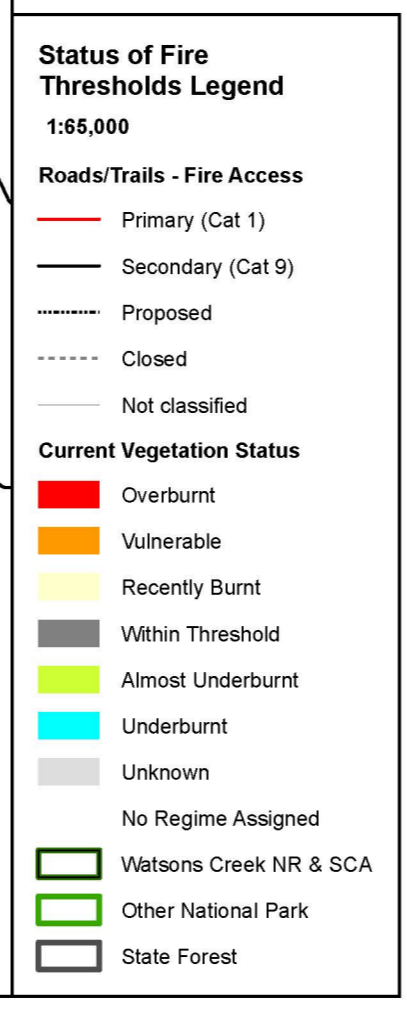 Status of Fire
Thresholds Legend
1:65,000
Roads/Trails - Fire Access
Primary (Cat 1)
Secondary (Cat 9)
Proposed
Closed
Not classified
Current Vegetation Status
Overburnt
Vulnerable
Recently Burnt
Within Threshold
Almost Underburnt
Underburnt
Unknown
No Regime Assigned
Watsons Creek NR & SCA
Other National Park
State Forest